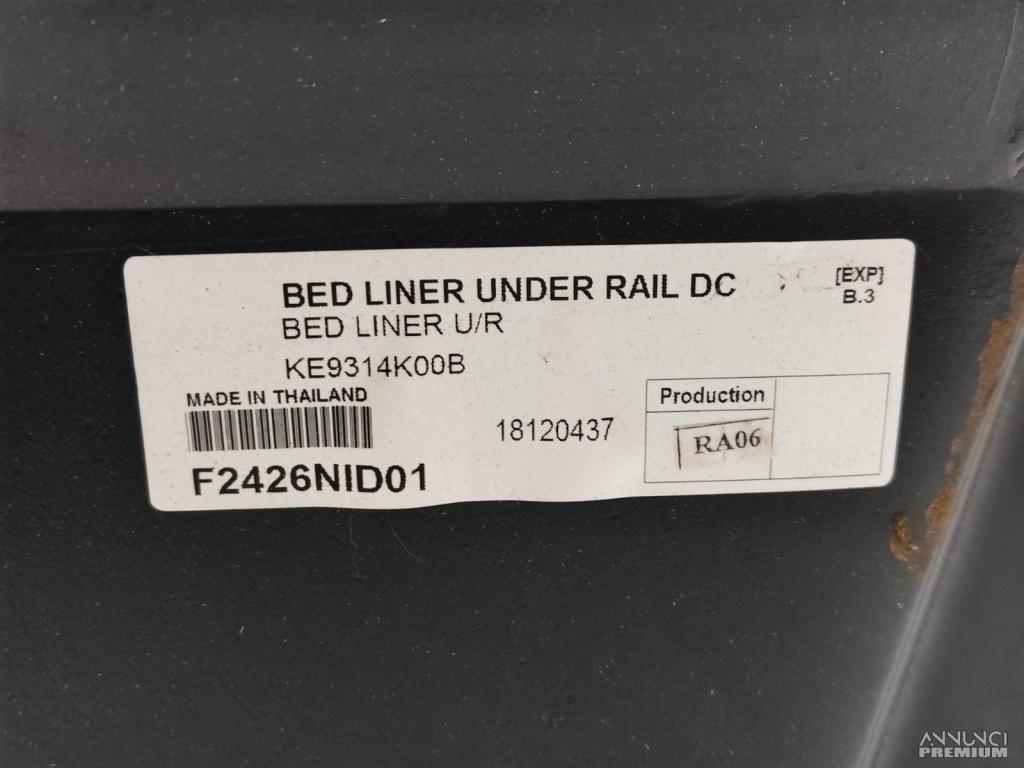 BED LINER UNDER RAIL DC
[EXP]
B.3
BED LINER U/R
KE9314K00B
MADE IN THAILAND
18120437
Production
RA06
F2426NID01
ANNUNCI
PREMIUM